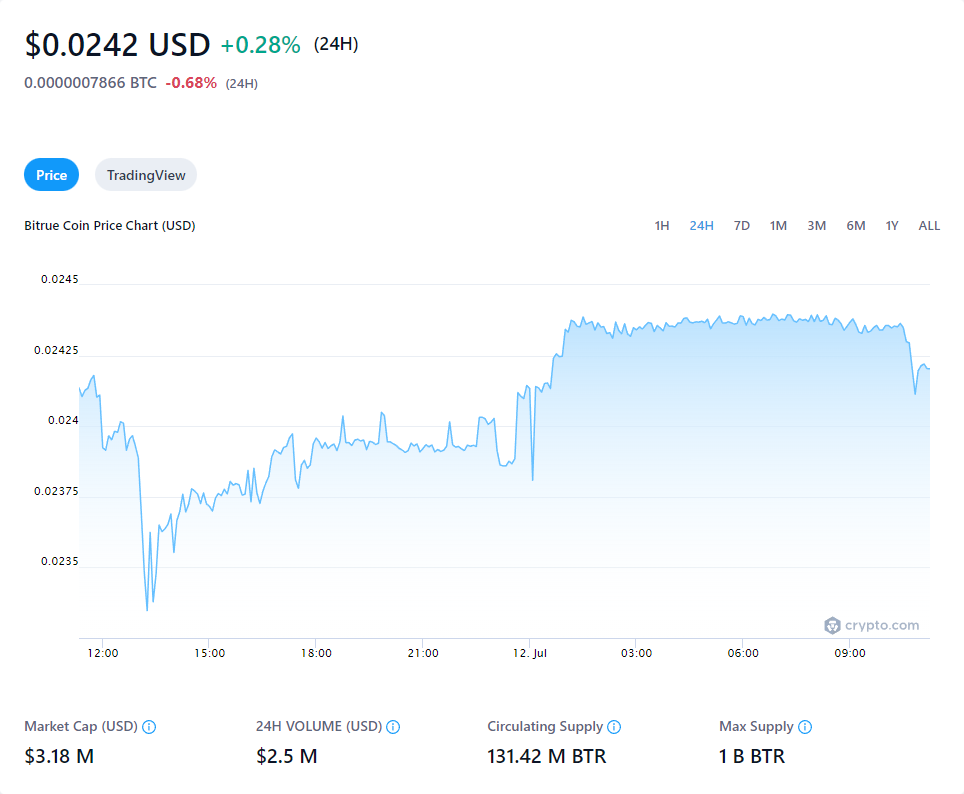 $0.0242 USD +0.28% (24H)
0.0000007866 BTC -0.68% (24H)
Price TradingView
Bitrue Coin Price Chart (USD) 1H 24H 7D 1M 3M 6M 1Y ALL
0.0245
0.02425
0.024
0.02375
0.0235
crypto.com
12:00 15:00 18:00 21:00 12. Jul 03:00 06:00 09:00
Market Cap (USD) 24H VOLUME (USD) Circulating Supply Max Supply
$3.18 M $2.5 M 131.42 M BTR 1 B BTR